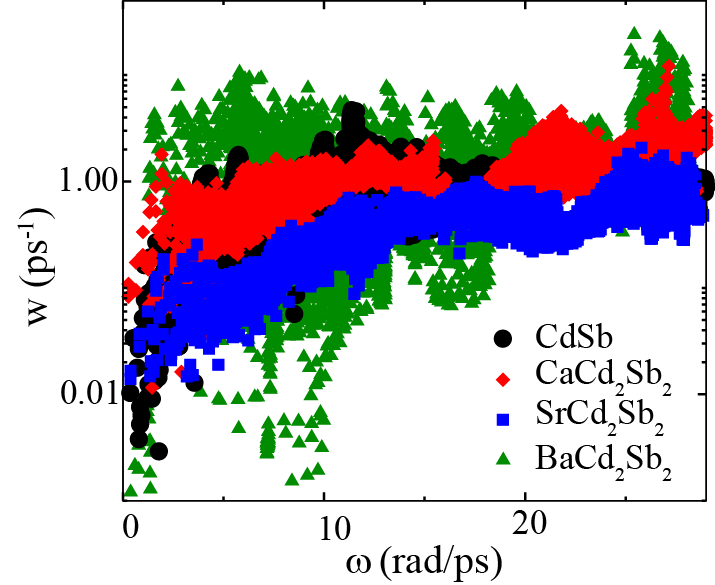 1.00
0.01
w (ps⁻¹)
CdSb
CaCd₂Sb₂
SrCd₂Sb₂
BaCd₂Sb₂
0 10 20
ω (rad/ps)